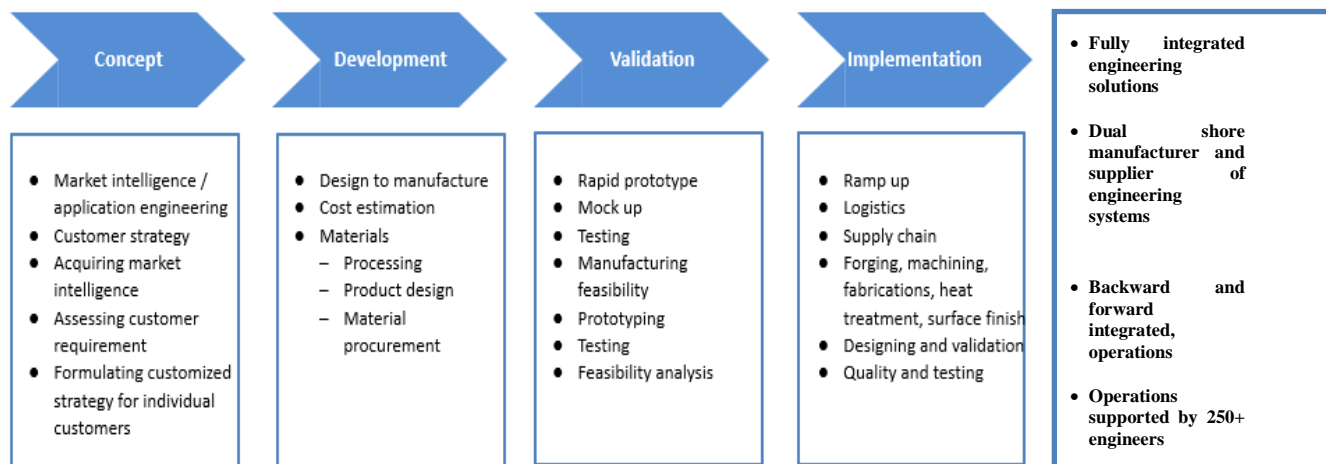 Concept
Development
Validation
Implementation
● Market intelligence /
application engineering
● Customer strategy
● Acquiring market
intelligence
● Assessing customer
requirement
● Formulating customized
strategy for individual
customers
● Design to manufacture
● Cost estimation
● Materials
– Processing
– Product design
– Material
procurement
● Rapid prototype
● Mock up
● Testing
● Manufacturing
feasibility
● Prototyping
● Testing
● Feasibility analysis
● Ramp up
● Logistics
● Supply chain
● Forging, machining,
fabrications, heat
treatment, surface finish
● Designing and validation
● Quality and testing
• Fully integrated
engineering
solutions
• Dual shore
manufacturer and
supplier of
engineering
systems
• Backward and
forward
integrated,
operations
• Operations
supported by 250+
engineers